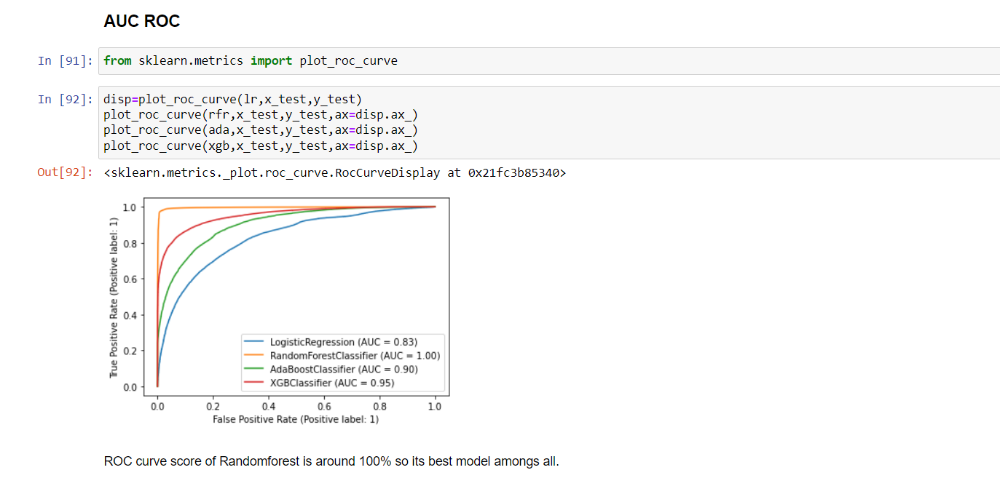 AUC ROC
In [91]: from sklearn.metrics import plot_roc_curve
In [92]: disp=plot_roc_curve(lr,x_test,y_test)
plot_roc_curve(rfr,x_test,y_test,ax=disp.ax_)
plot_roc_curve(ada,x_test,y_test,ax=disp.ax_)
plot_roc_curve(xgb,x_test,y_test,ax=disp.ax_)
Out[92]: <sklearn.metrics._plot.roc_curve.RocCurveDisplay at 0x21fc3b85340>
True Positive Rate (Positive label: 1)
1.0
0.8
0.6
0.4
0.2
0.0
LogisticRegression (AUC = 0.83)
RandomForestClassifier (AUC = 1.00)
AdaBoostClassifier (AUC = 0.90)
XGBClassifier (AUC = 0.95)
0.0 0.2 0.4 0.6 0.8 1.0
False Positive Rate (Positive label: 1)
ROC curve score of Randomforest is around 100% so its best model amongs all.